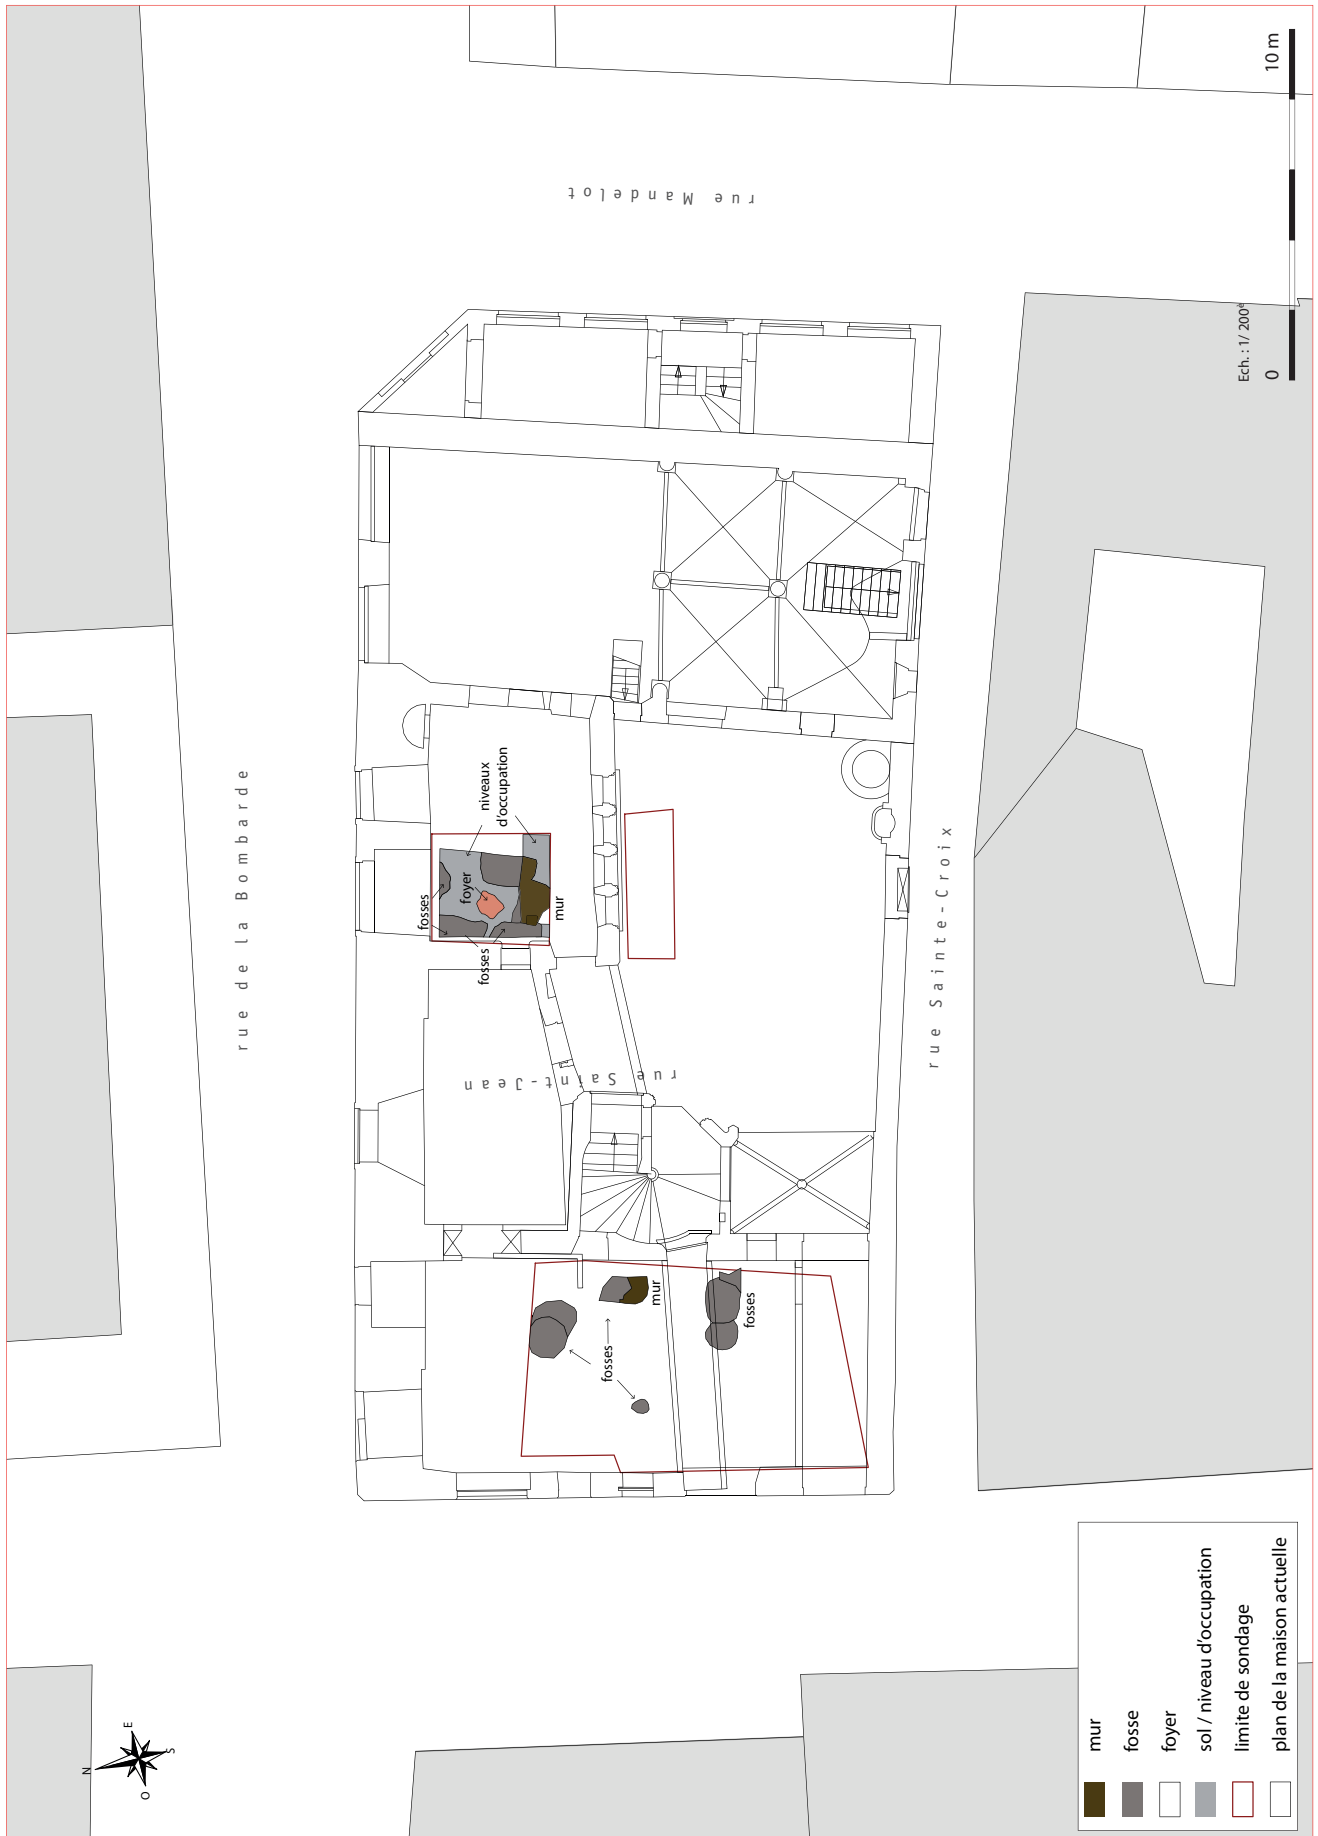 10 m
0
Ech. : 1/ 200è
rue Mandelot
rue de la Bombarde
rue Sainte-Croix
rue Saint-Jean
niveaux
d'occupation
foyer
fosses
fosses
mur
mur
fosses
fosses
N
E
S
O
mur
fosse
foyer
sol / niveau d'occupation
limite de sondage
plan de la maison actuelle